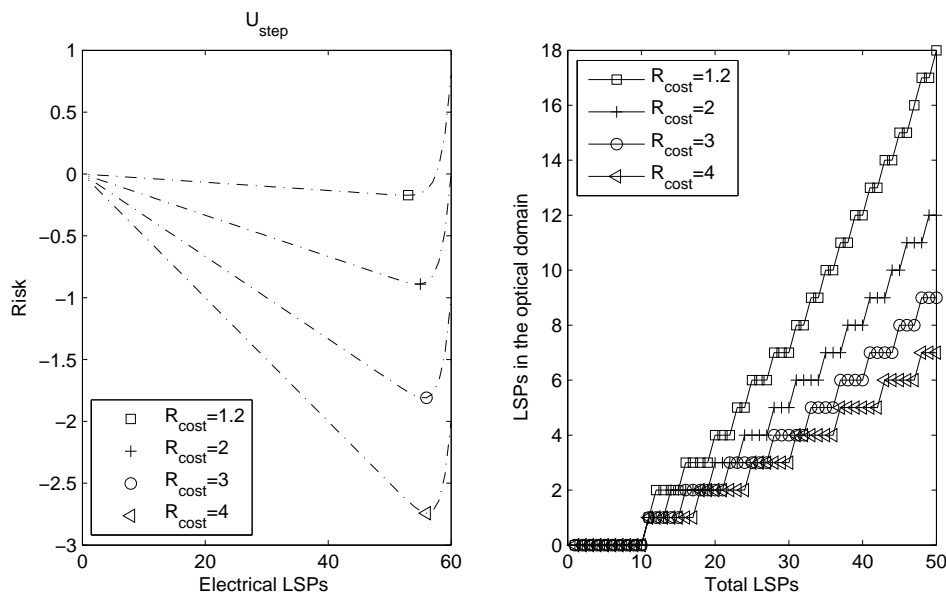 U_step
1
0.5
0
−0.5
−1
−1.5
−2
−2.5
−3
Risk
0 20 40 60
Electrical LSPs
R_cost=1.2
R_cost=2
R_cost=3
R_cost=4
18
16
14
12
10
8
6
4
2
0
LSPs in the optical domain
0 10 20 30 40 50
Total LSPs
R_cost=1.2
R_cost=2
R_cost=3
R_cost=4